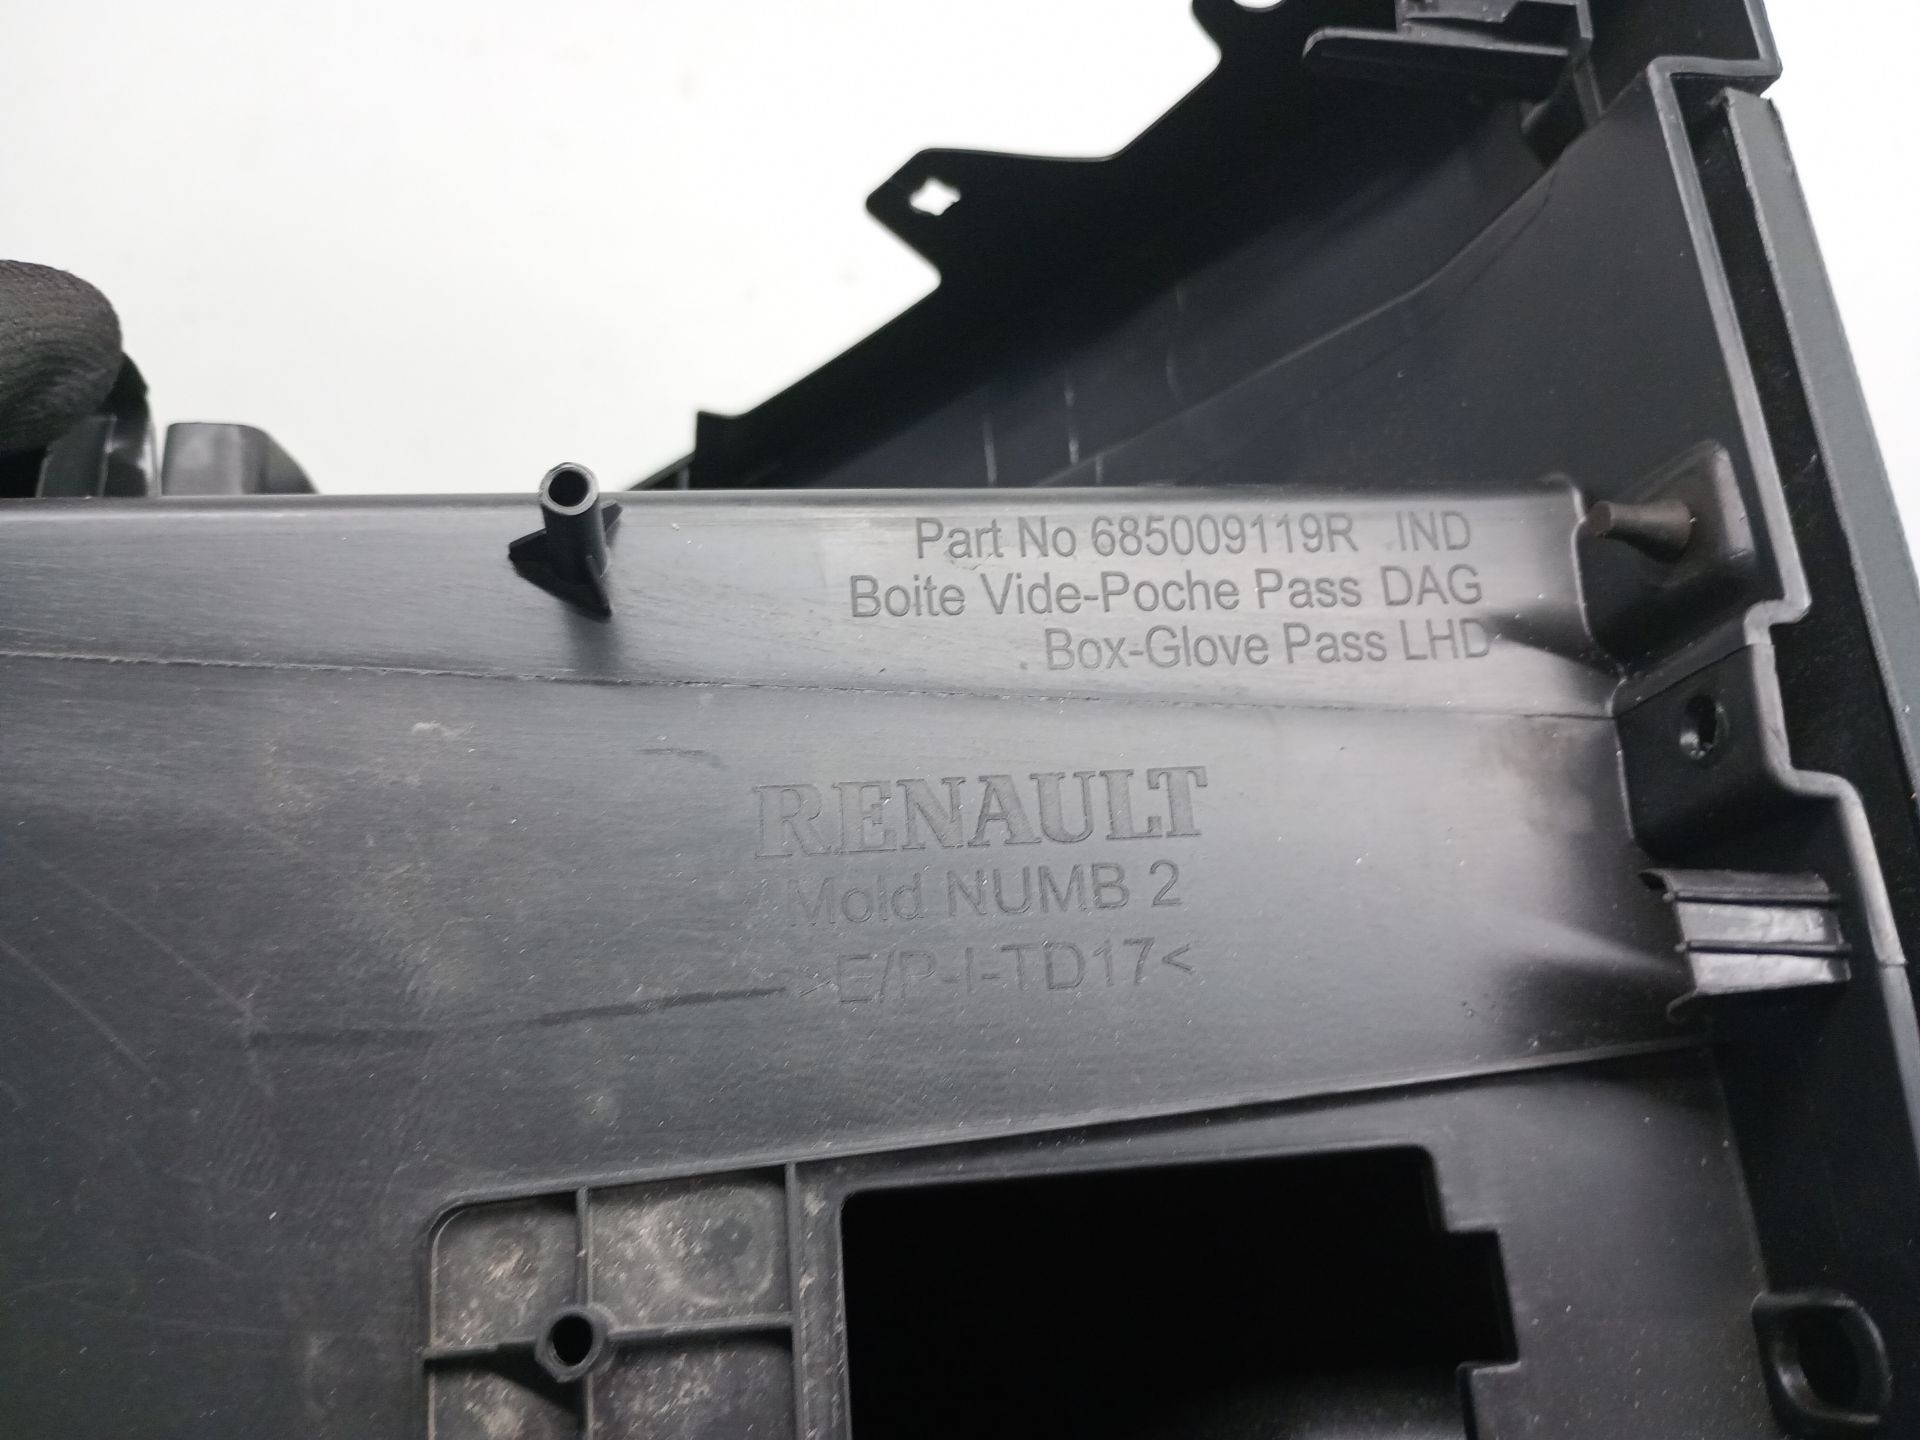 Part No 685009119R IND
Boite Vide-Poche Pass DAG
. Box-Glove Pass LHD
RENAULT
Mold NUMB 2
>E/P-I-TD17<